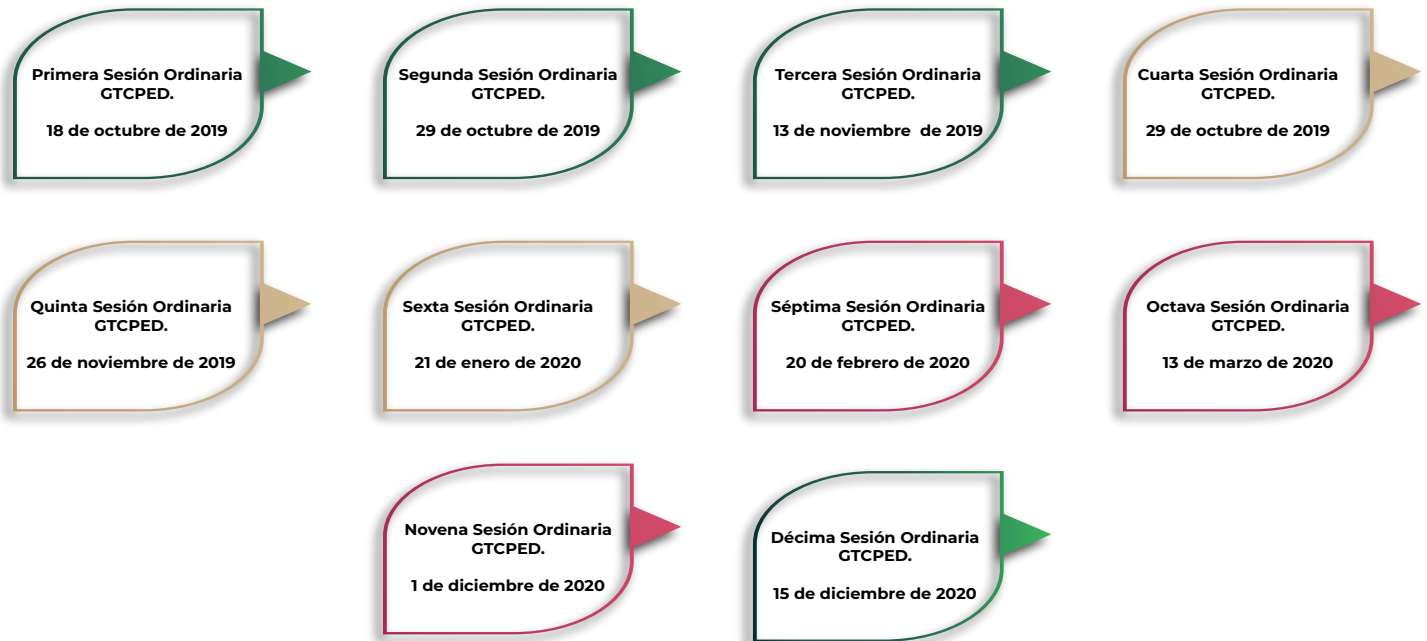 Primera Sesión Ordinaria
GTCPED.
18 de octubre de 2019
Segunda Sesión Ordinaria
GTCPED.
29 de octubre de 2019
Tercera Sesión Ordinaria
GTCPED.
13 de noviembre de 2019
Cuarta Sesión Ordinaria
GTCPED.
29 de octubre de 2019
Quinta Sesión Ordinaria
GTCPED.
26 de noviembre de 2019
Sexta Sesión Ordinaria
GTCPED.
21 de enero de 2020
Séptima Sesión Ordinaria
GTCPED.
20 de febrero de 2020
Octava Sesión Ordinaria
GTCPED.
13 de marzo de 2020
Novena Sesión Ordinaria
GTCPED.
1 de diciembre de 2020
Décima Sesión Ordinaria
GTCPED.
15 de diciembre de 2020